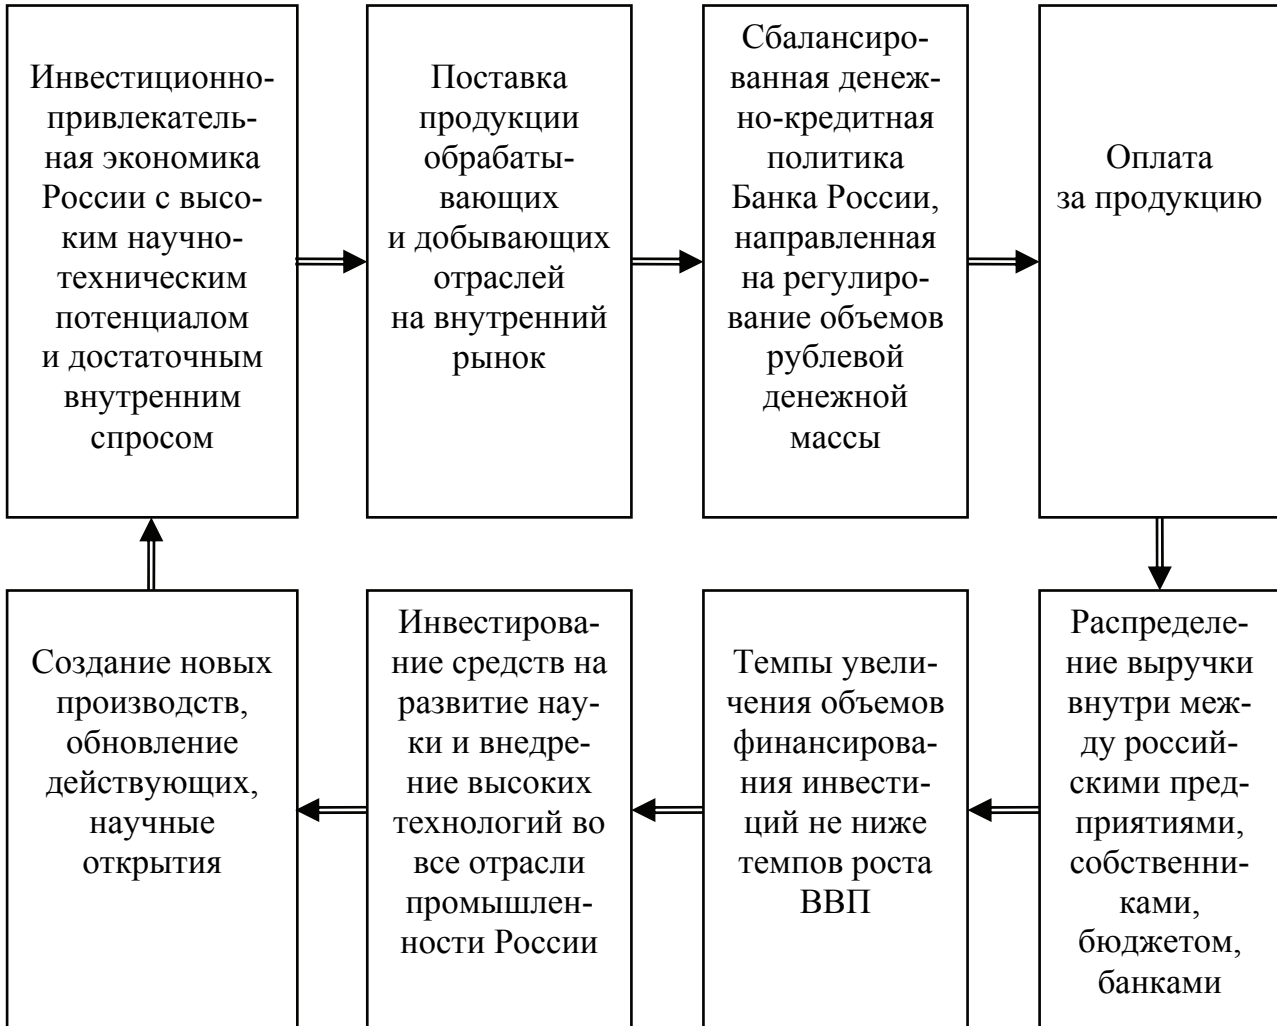 Инвестиционно-
привлекатель-
ная экономика
России с высо-
ким научно-
техническим
потенциалом
и достаточным
внутренним
спросом
Поставка
продукции
обрабаты-
вающих
и добывающих
отраслей
на внутренний
рынок
Сбалансиро-
ванная денеж-
но-кредитная
политика
Банка России,
направленная
на регулиро-
вание объемов
рублевой
денежной
массы
Оплата
за продукцию
Распределе-
ние выручки
внутри меж-
ду россий-
скими пред-
приятиями,
собственни-
ками,
бюджетом,
банками
Темпы увели-
чения объемов
финансирова-
ния инвести-
ций не ниже
темпов роста
ВВП
Инвестирова-
ние средств на
развитие нау-
ки и внедре-
ние высоких
технологий во
все отрасли
промышлен-
ности России
Создание новых
производств,
обновление
действующих,
научные
открытия